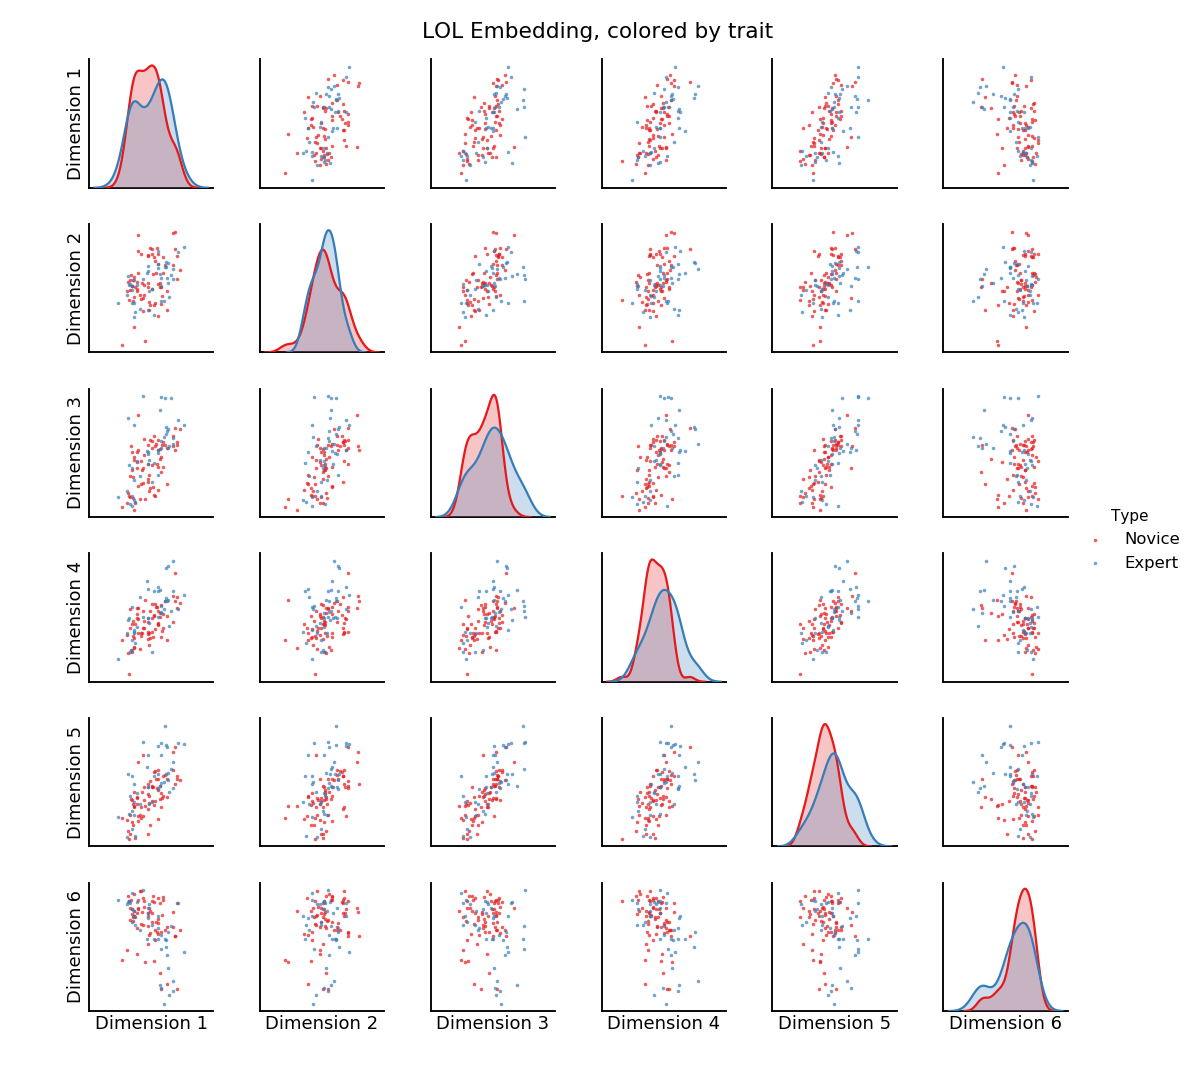 LOL Embedding, colored by trait
Dimension 1
Dimension 2
Dimension 3
Dimension 4
Dimension 5
Dimension 6
Type
Novice
Expert
Dimension 1
Dimension 2
Dimension 3
Dimension 4
Dimension 5
Dimension 6